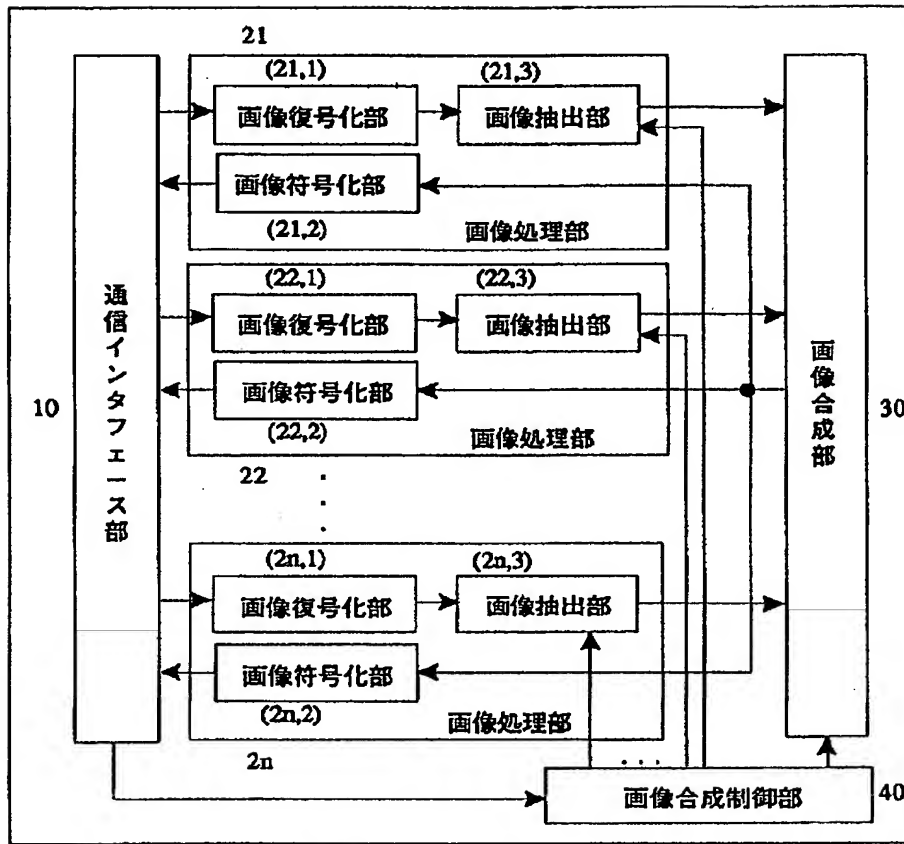 21
(21,1)
(21,3)
画像復号化部
画像抽出部
画像符号化部
(21,2)
画像処理部
(22,1)
(22,3)
画像復号化部
画像抽出部
画像符号化部
(22,2)
画像処理部
22
(2n,1)
(2n,3)
画像復号化部
画像抽出部
画像符号化部
(2n,2)
画像処理部
2n
通信インタフェース部
10
画像合成部
30
画像合成制御部
40